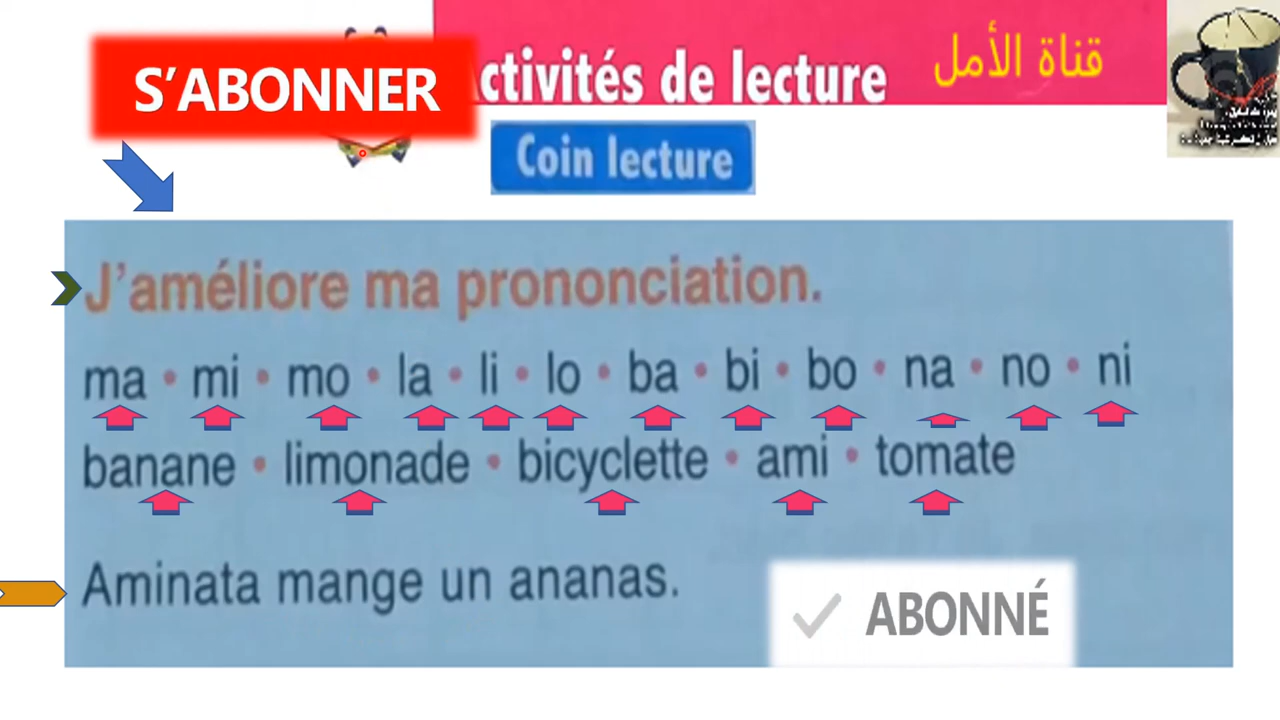 S'ABONNER
ctivités de lecture
قناة الأمل
Coin lecture
J'améliore ma prononciation.
ma • mi • mo • la • li • lo • ba • bi • bo • na • no • ni
banane • limonade • bicyclette • ami • tomate
Aminata mange un ananas.
ABONNÉ